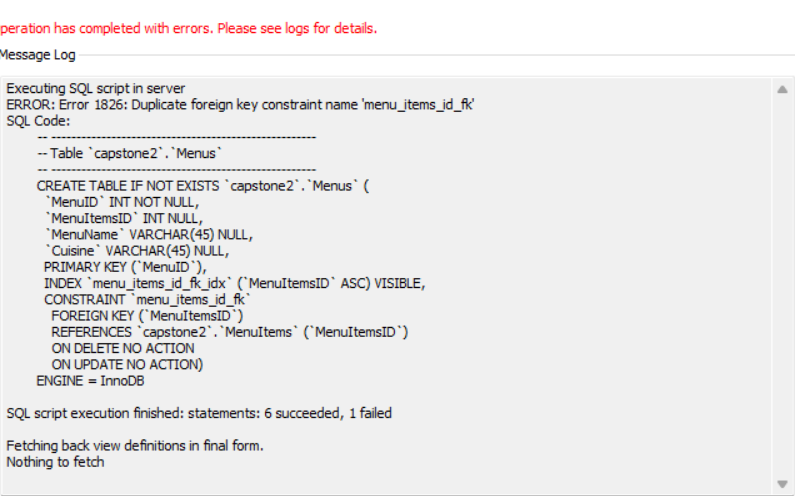 peration has completed with errors. Please see logs for details.
Message Log
Executing SQL script in server
ERROR: Error 1826: Duplicate foreign key constraint name 'menu_items_id_fk'
SQL Code:
-- -----------------------------------------------------
-- Table `capstone2`.`Menus`
-- -----------------------------------------------------
CREATE TABLE IF NOT EXISTS `capstone2`.`Menus` (
`MenuID` INT NOT NULL,
`MenuItemsID` INT NULL,
`MenuName` VARCHAR(45) NULL,
`Cuisine` VARCHAR(45) NULL,
PRIMARY KEY (`MenuID`),
INDEX `menu_items_id_fk_idx` (`MenuItemsID` ASC) VISIBLE,
CONSTRAINT `menu_items_id_fk`
FOREIGN KEY (`MenuItemsID`)
REFERENCES `capstone2`.`MenuItems` (`MenuItemsID`)
ON DELETE NO ACTION
ON UPDATE NO ACTION)
ENGINE = InnoDB
SQL script execution finished: statements: 6 succeeded, 1 failed
Fetching back view definitions in final form.
Nothing to fetch